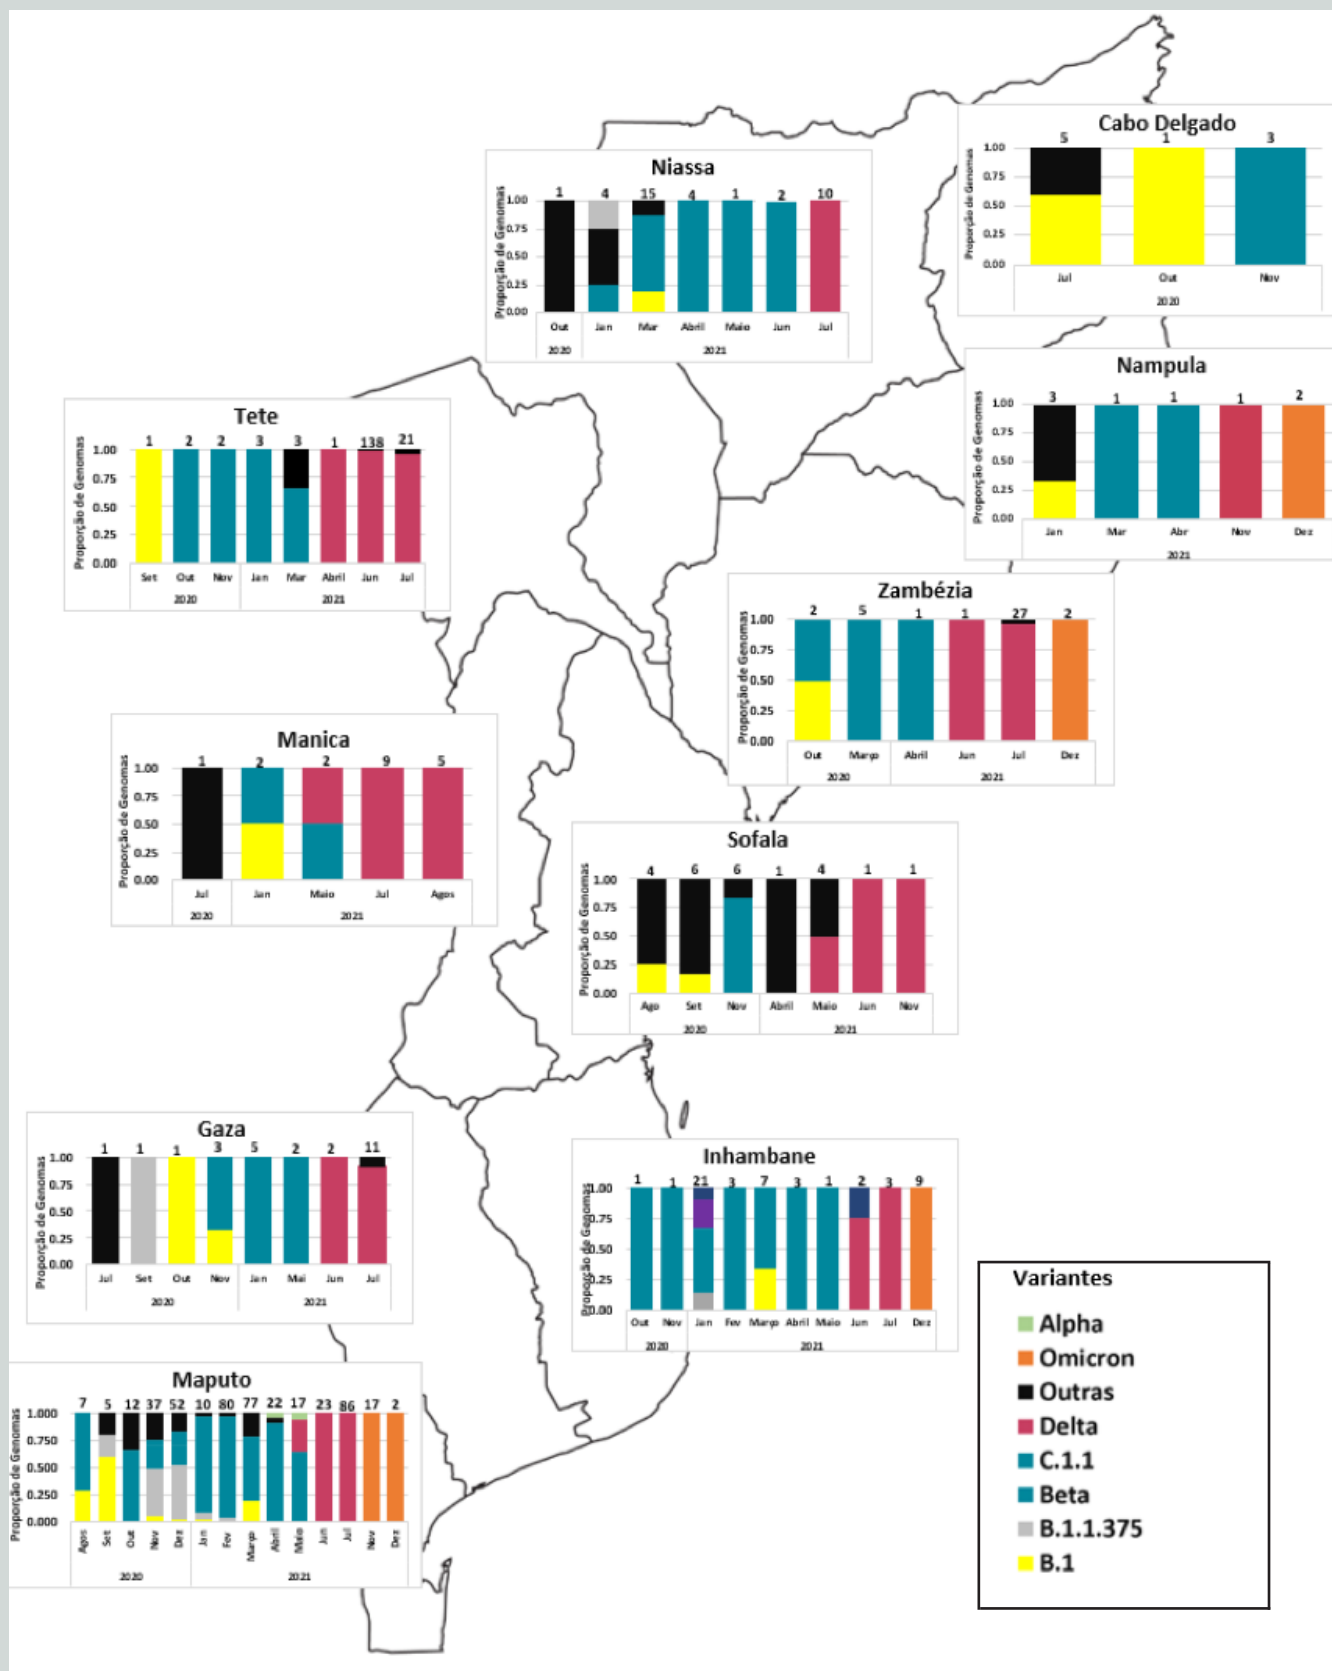 Cabo Delgado
5 1 3
Proporção de Genomas
1.00
0.75
0.50
0.25
0.00
Jul Out Nov
2020
Niassa
1 4 15 4 1 2 10
Proporção de Genomas
1.00
0.75
0.50
0.25
0.00
Out Jan Mar Abril Maio Jun Jul
2020 2021
Nampula
3 1 1 1 2
Proporção de Genomas
1.00
0.75
0.50
0.25
0.00
Jan Mar Abr Nov Dez
2021
Tete
1 2 2 3 3 1 138 21
Proporção de Genomas
1.00
0.75
0.50
0.25
0.00
Set Out Nov Jan Mar Abril Jun Jul
2020 2021
Zambézia
2 5 1 1 27 2
Proporção de Genomas
1.00
0.75
0.50
0.25
0.00
Out Março Abril Jun Jul Dez
2020 2021
Manica
1 2 2 9 5
Proporção de Genomas
1.00
0.75
0.50
0.25
0.00
Jul Jan Maio Jul Agos
2020 2021
Sofala
4 6 6 1 4 1 1
Proporção de Genomas
1.00
0.75
0.50
0.25
0.00
Ago Set Nov Abril Maio Jun Nov
2020 2021
Gaza
1 1 1 3 5 2 2 11
Proporção de Genomas
1.00
0.75
0.50
0.25
0.00
Jul Set Out Nov Jan Mai Jun Jul
2020 2021
Inhambane
1 1 21 3 7 3 1 2 3 9
Proporção de Genomas
1.00
0.75
0.50
0.25
0.00
Out Nov Jan Fev Março Abril Maio Jun Jul Dez
2020 2021
Maputo
7 5 12 37 52 10 80 77 22 17 23 86 17 2
Proporção de Genomas
1.000
0.750
0.500
0.250
0.000
Agos Set Out Nov Dez Jan Fev Março Abril Maio Jun Jul Nov Dez
2020 2021
Variantes
Alpha
Omicron
Outras
Delta
C.1.1
Beta
B.1.1.375
B.1